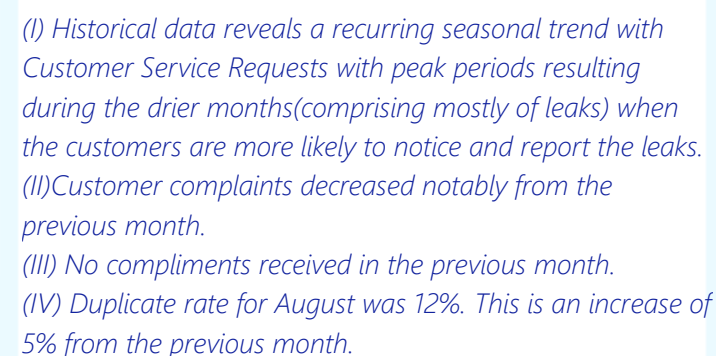 (I) Historical data reveals a recurring seasonal trend with
Customer Service Requests with peak periods resulting
during the drier months(comprising mostly of leaks) when
the customers are more likely to notice and report the leaks.
(II)Customer complaints decreased notably from the
previous month.
(III) No compliments received in the previous month.
(IV) Duplicate rate for August was 12%. This is an increase of
5% from the previous month.